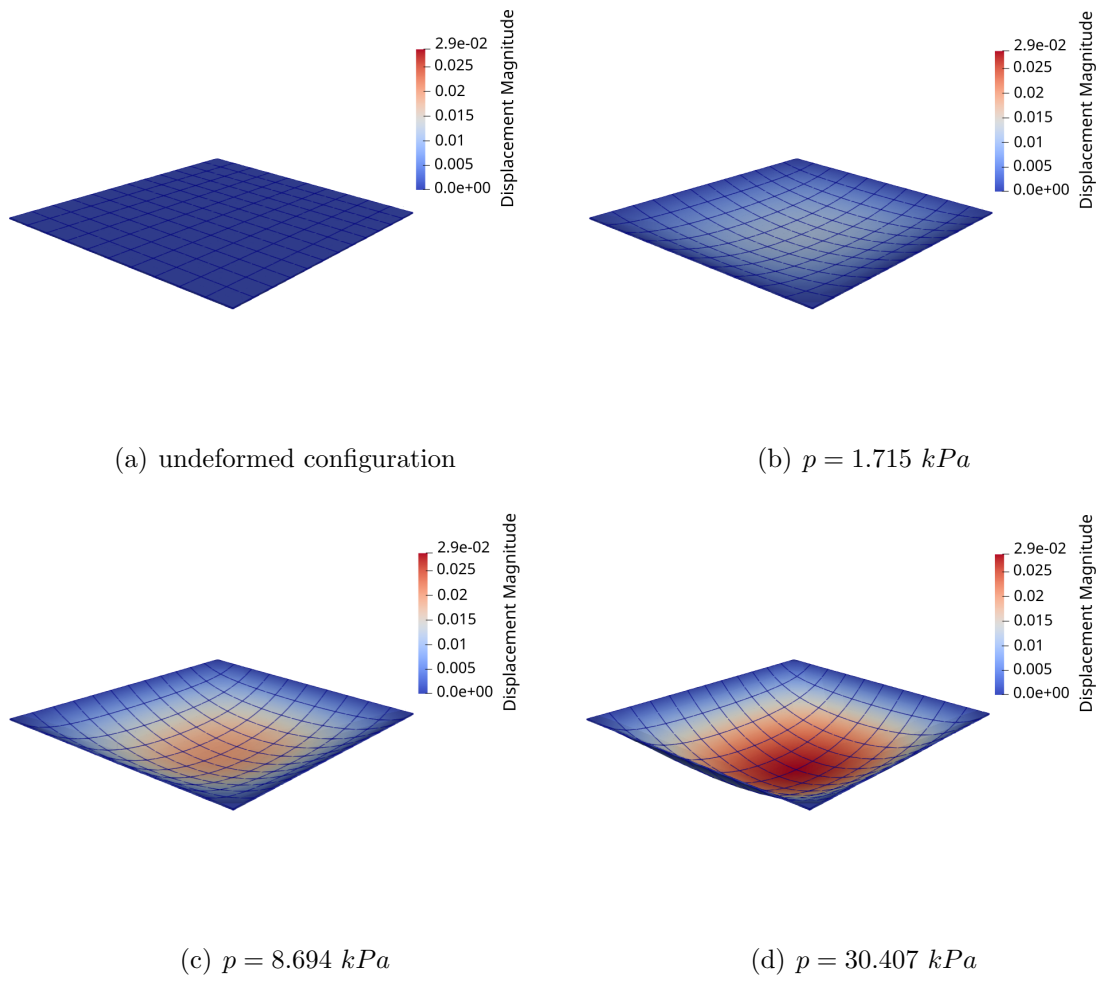 2.9e-02
0.025
0.02
0.015
0.01
0.005
0.0e+00
Displacement Magnitude
2.9e-02
0.025
0.02
0.015
0.01
0.005
0.0e+00
Displacement Magnitude
(a) undeformed configuration
(b) p = 1.715 kPa
2.9e-02
0.025
0.02
0.015
0.01
0.005
0.0e+00
Displacement Magnitude
2.9e-02
0.025
0.02
0.015
0.01
0.005
0.0e+00
Displacement Magnitude
(c) p = 8.694 kPa
(d) p = 30.407 kPa